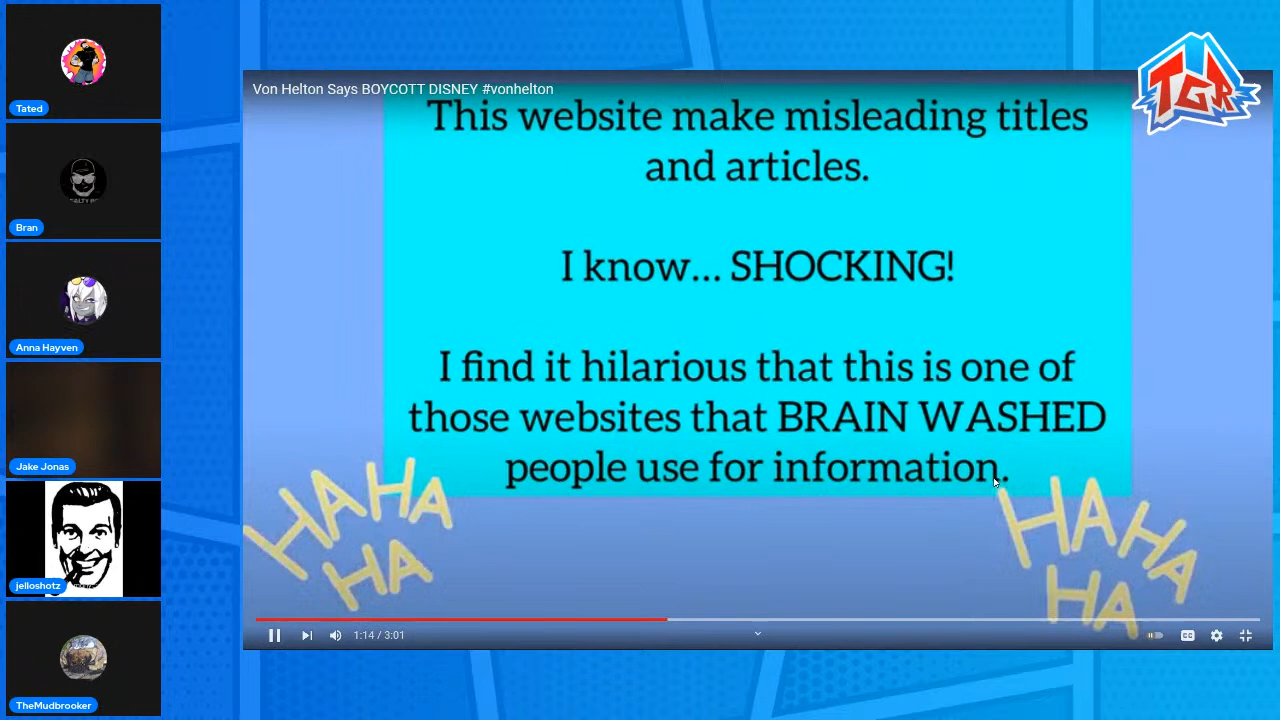 Von Helton Says BOYCOTT DISNEY #vonhelton
TGR
This website make misleading titles
and articles.
I know... SHOCKING!
I find it hilarious that this is one of
those websites that BRAIN WASHED
people use for information.
HAHA
HA
HAHA
HA
1:14 / 3:01
CC
Tated
Bran
Anna Hayven
Jake Jonas
jelloshotz
TheMudbrooker